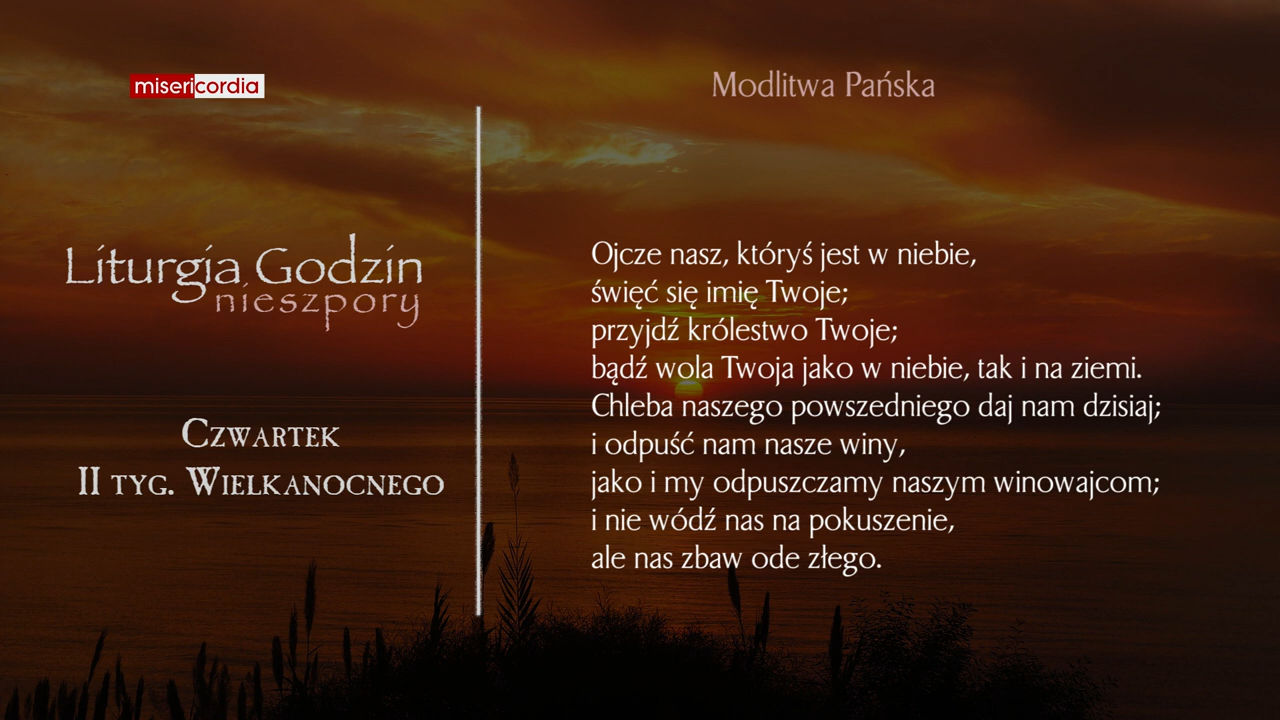 misericordia
Liturgia Godzin
nieszpory
Czwartek
II tyg. Wielkanocnego
Modlitwa Pańska
Ojcze nasz, któryś jest w niebie,
święć się imię Twoje;
przyjdź królestwo Twoje;
bądź wola Twoja jako w niebie, tak i na ziemi.
Chleba naszego powszedniego daj nam dzisiaj;
i odpuść nam nasze winy,
jako i my odpuszczamy naszym winowajcom;
i nie wódź nas na pokuszenie,
ale nas zbaw ode złego.